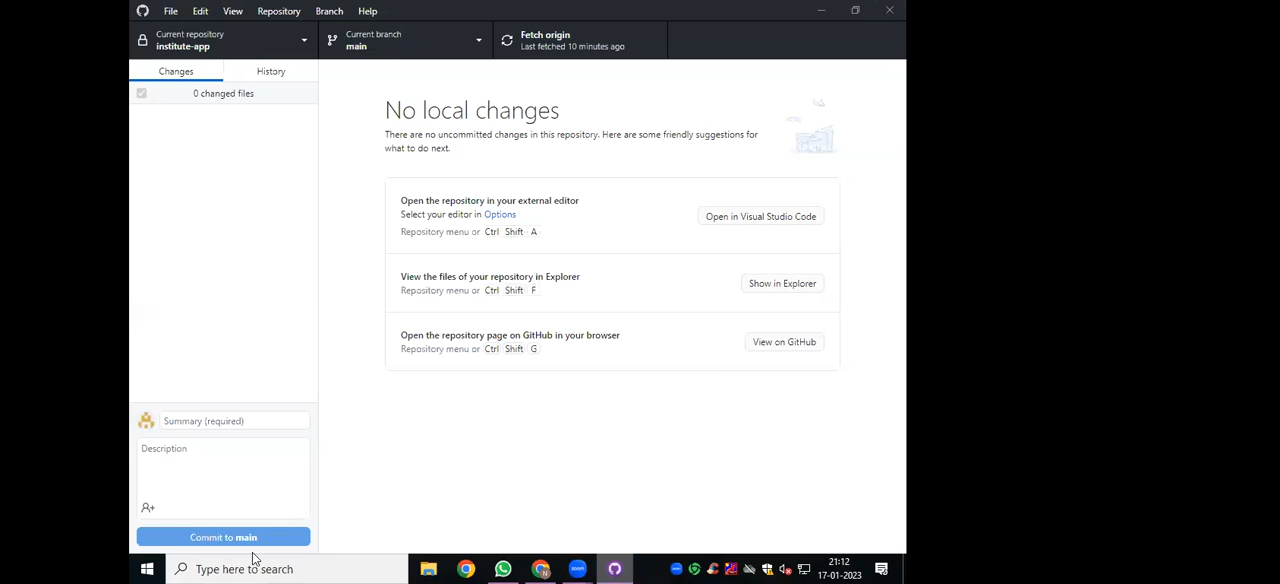 File Edit View Repository Branch Help
Current repository
institute-app
Current branch
main
Fetch origin
Last fetched 10 minutes ago
Changes History
0 changed files
No local changes
There are no uncommitted changes in this repository. Here are some friendly suggestions for
what to do next.
Open the repository in your external editor
Select your editor in Options
Repository menu or Ctrl Shift A
Open in Visual Studio Code
View the files of your repository in Explorer
Repository menu or Ctrl Shift F
Show in Explorer
Open the repository page on GitHub in your browser
Repository menu or Ctrl Shift G
View on GitHub
Summary (required)
Description
Commit to main
Type here to search
zoom
21:12
17-01-2023